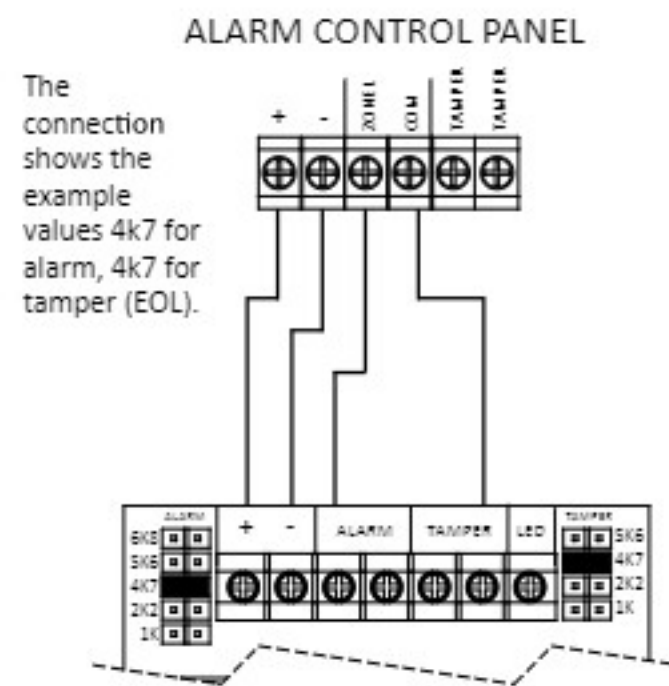 ALARM CONTROL PANEL
The
connection
shows the
example
values 4k7 for
alarm, 4k7 for
tamper (EOL).
+ - ZONE 1 COM TAMPER TAMPER
ALARM
6K8
5K6
4K7
2K2
1K
+ - ALARM TAMPER LED
TAMPER
5K6
4K7
2K2
1K